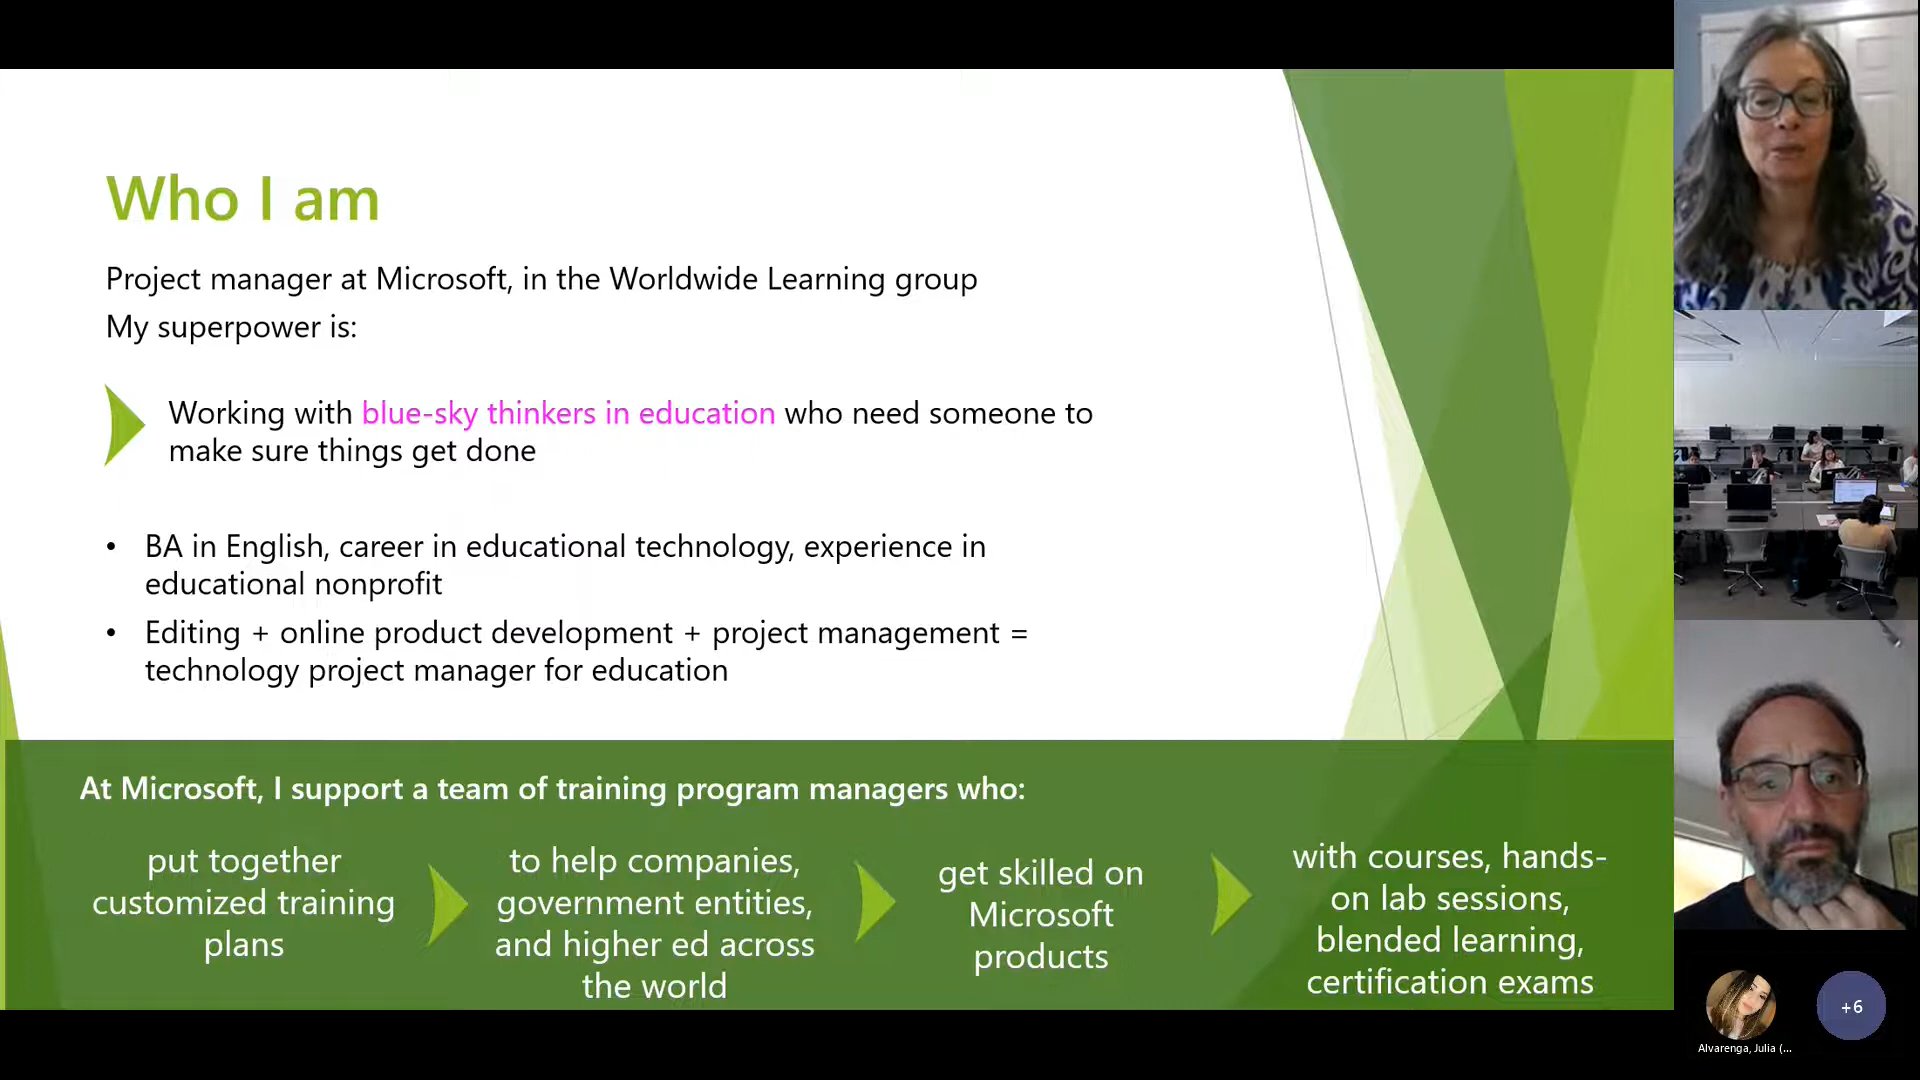 Who I am
Project manager at Microsoft, in the Worldwide Learning group
My superpower is:
Working with blue-sky thinkers in education who need someone to
make sure things get done
• BA in English, career in educational technology, experience in
educational nonprofit
• Editing + online product development + project management =
technology project manager for education
At Microsoft, I support a team of training program managers who:
put together
customized training
plans
to help companies,
government entities,
and higher ed across
the world
get skilled on
Microsoft
products
with courses, hands-
on lab sessions,
blended learning,
certification exams
+6
Alvarenga, Julia (...